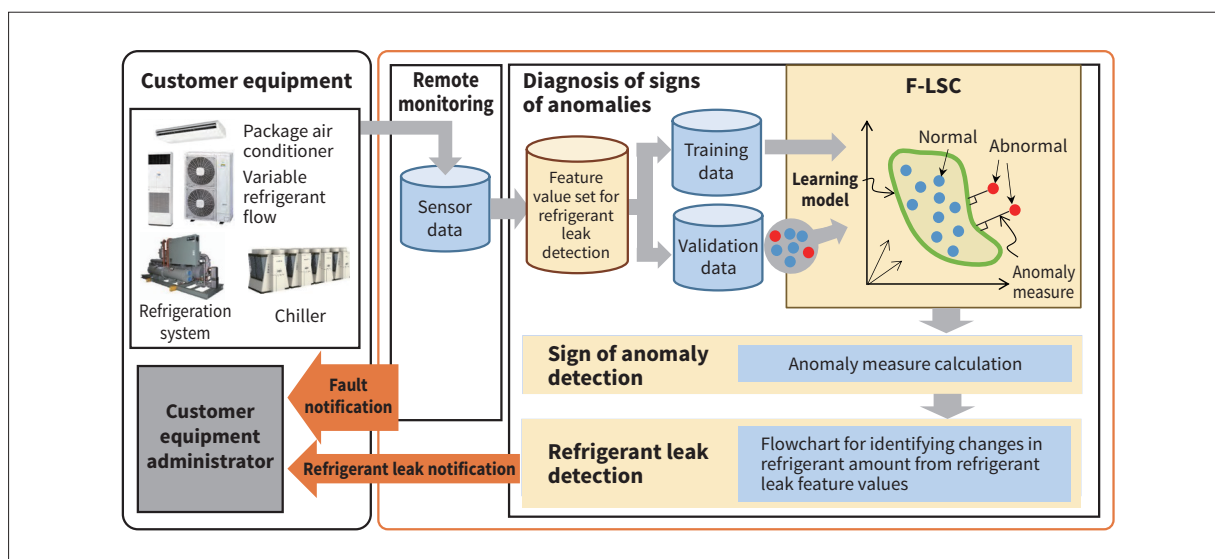 Customer equipment
Package air
conditioner
Variable
refrigerant
flow
Refrigeration
system
Chiller
Customer
equipment
administrator
Remote
monitoring
Sensor
data
Fault
notification
Refrigerant leak notification
Diagnosis of signs
of anomalies
Feature
value set for
refrigerant
leak
detection
Training
data
Validation
data
F-LSC
Normal
Abnormal
Learning
model
Anomaly
measure
Sign of anomaly
detection
Anomaly measure calculation
Refrigerant leak
detection
Flowchart for identifying changes in
refrigerant amount from refrigerant
leak feature values